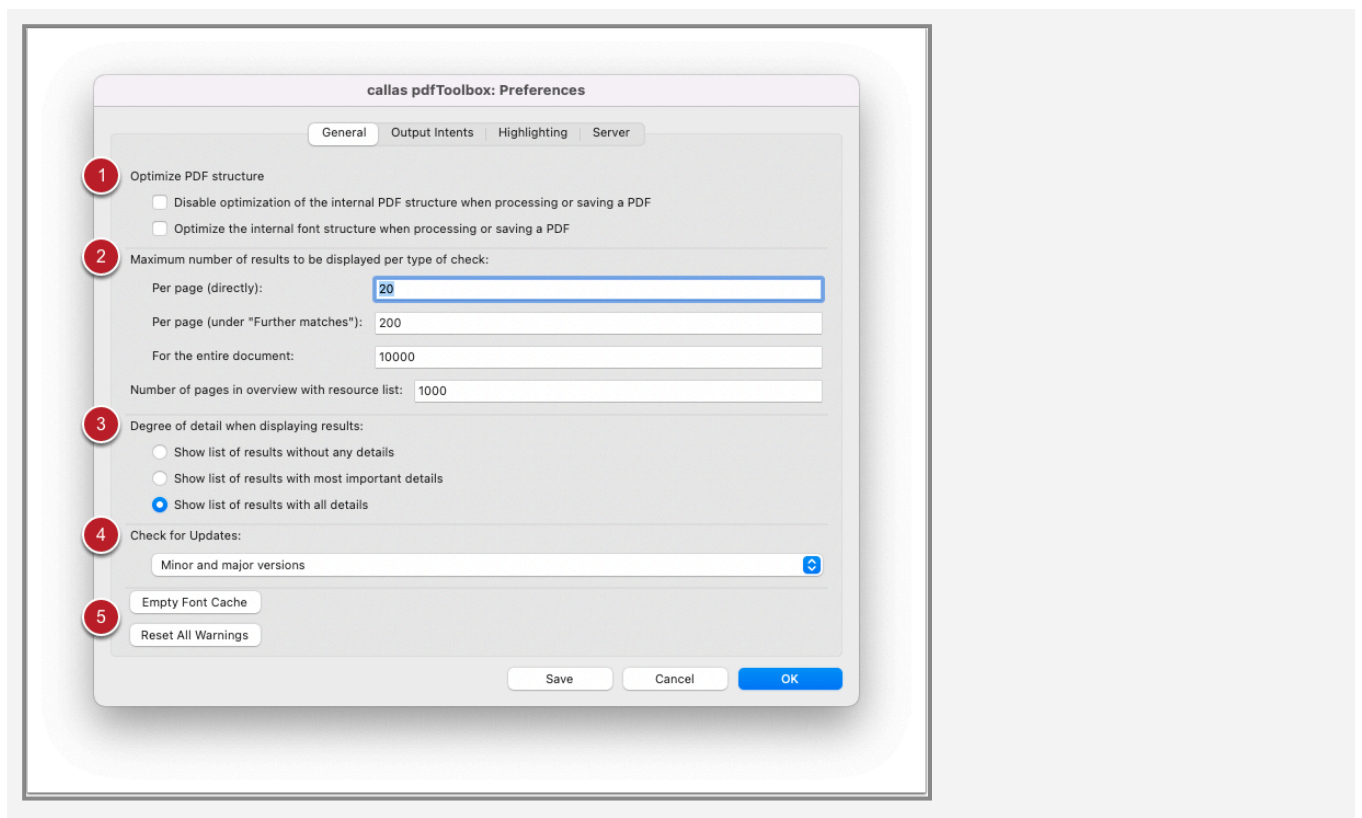 callas pdfToolbox: Preferences
General Output Intents Highlighting Server
1 Optimize PDF structure
Disable optimization of the internal PDF structure when processing or saving a PDF
Optimize the internal font structure when processing or saving a PDF
2 Maximum number of results to be displayed per type of check:
Per page (directly): 20
Per page (under "Further matches"): 200
For the entire document: 10000
Number of pages in overview with resource list: 1000
3 Degree of detail when displaying results:
Show list of results without any details
Show list of results with most important details
Show list of results with all details
4 Check for Updates:
Minor and major versions
Empty Font Cache
5
Reset All Warnings
Save Cancel OK